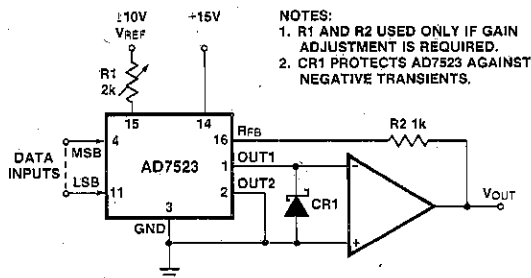 ±10V
VREF
+15V
NOTES:
1. R1 AND R2 USED ONLY IF GAIN
ADJUSTMENT IS REQUIRED.
2. CR1 PROTECTS AD7523 AGAINST
NEGATIVE TRANSIENTS.
R1
2k
15
14
RFB
R2 1k
DATA
INPUTS
MSB
4
16
AD7523
OUT1
1
LSB
11
OUT2
2
3
GND
CR1
−
+
VOUT